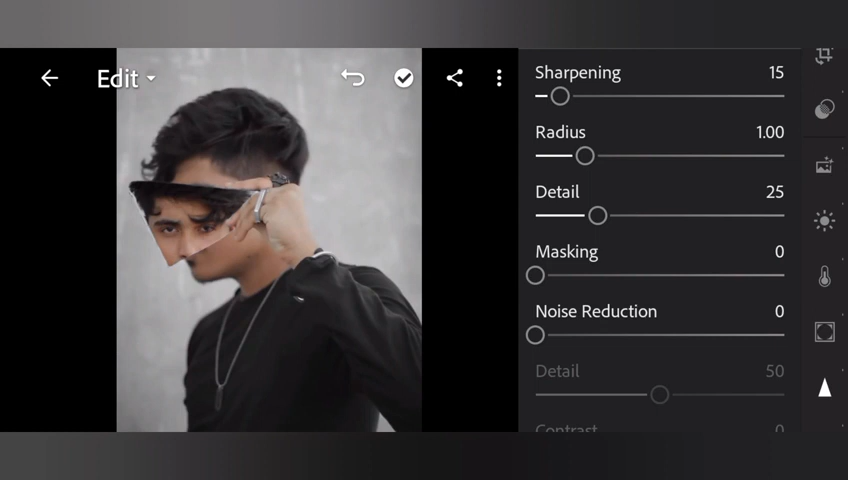 Edit
Sharpening 15
Radius 1.00
Detail 25
Masking 0
Noise Reduction 0
Detail 50
Contrast 0